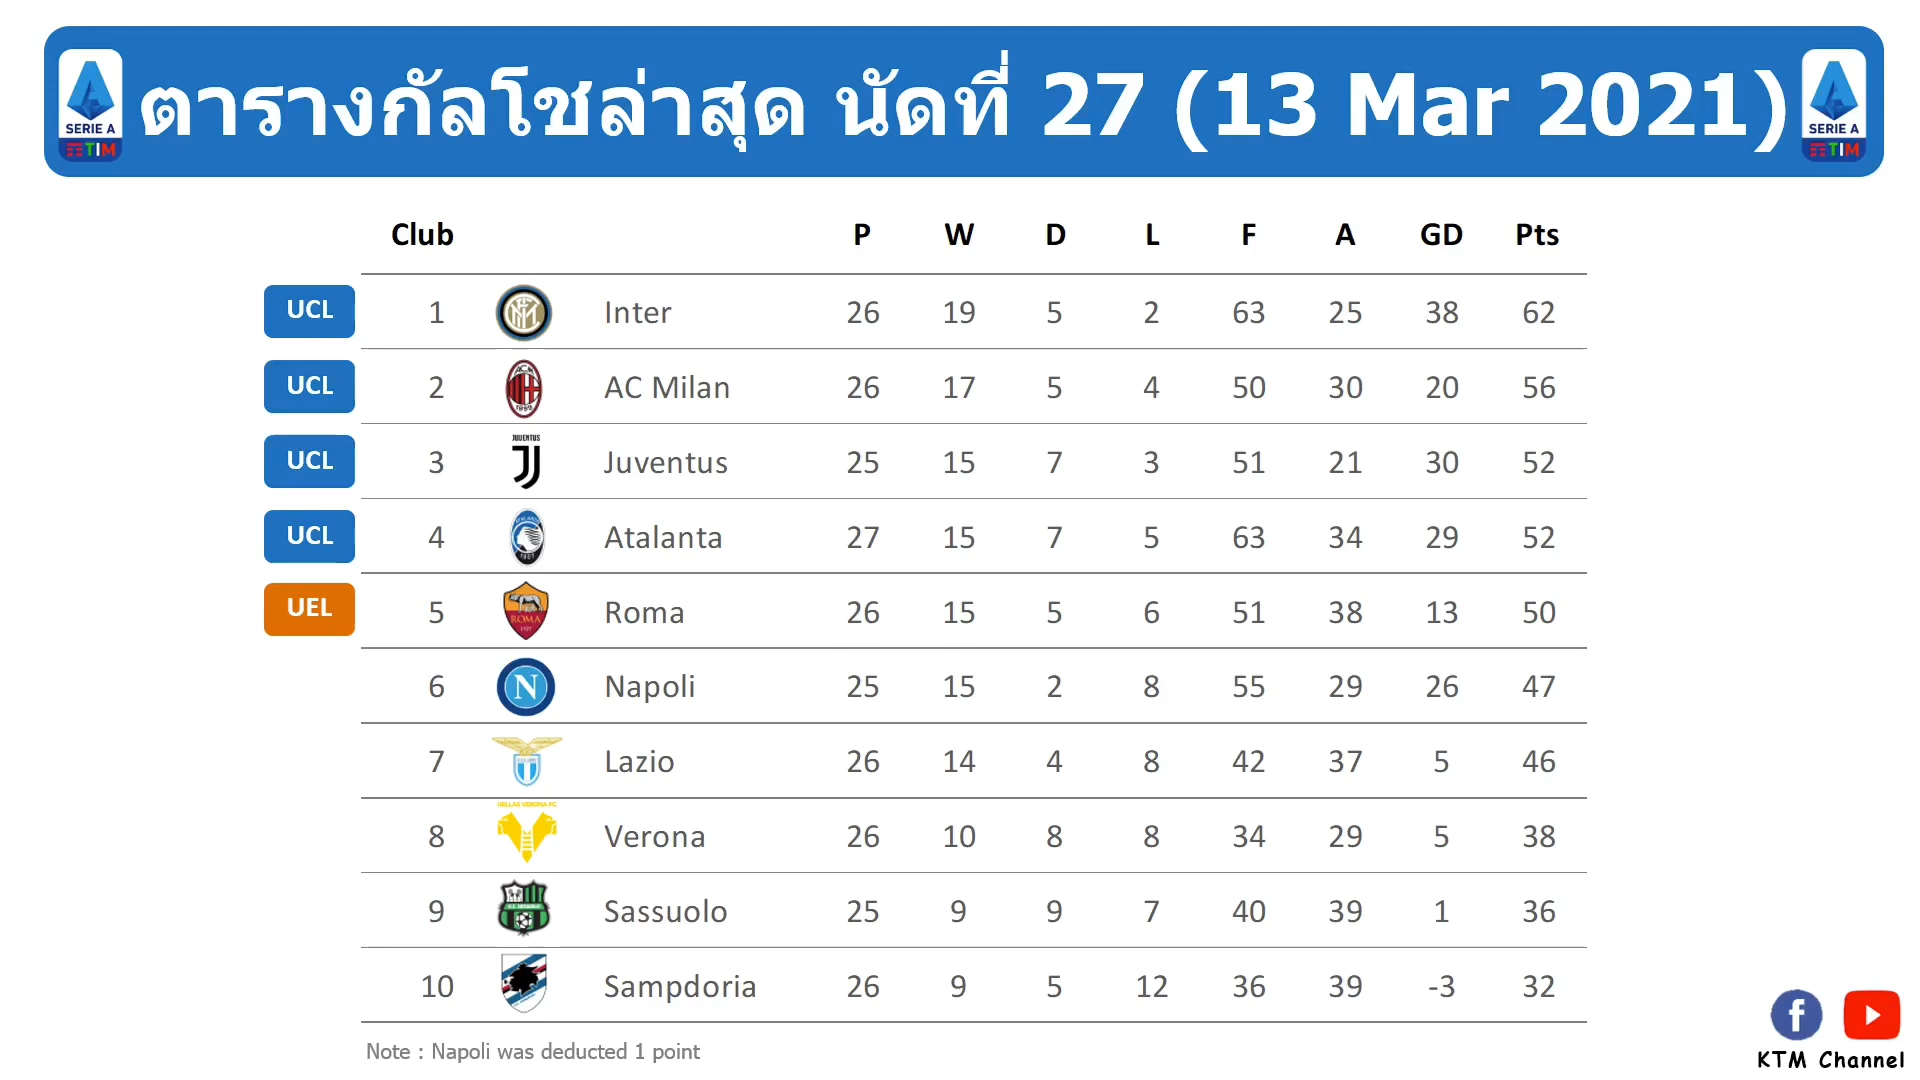 ตารางกัลโชล่าสุด นัดที่ 27 (13 Mar 2021)
SERIE A
TIM
SERIE A
TIM
Club P W D L F A GD Pts
UCL 1 Inter 26 19 5 2 63 25 38 62
UCL 2 AC Milan 26 17 5 4 50 30 20 56
UCL 3 JUVENTUS Juventus 25 15 7 3 51 21 30 52
UCL 4 Atalanta 27 15 7 5 63 34 29 52
UEL 5 ROMA 1927 Roma 26 15 5 6 51 38 13 50
6 N Napoli 25 15 2 8 55 29 26 47
7 Lazio 26 14 4 8 42 37 5 46
HELLAS VERONA FC
8 Verona 26 10 8 8 34 29 5 38
9 Sassuolo 25 9 9 7 40 39 1 36
10 Sampdoria 26 9 5 12 36 39 -3 32
Note : Napoli was deducted 1 point
KTM Channel